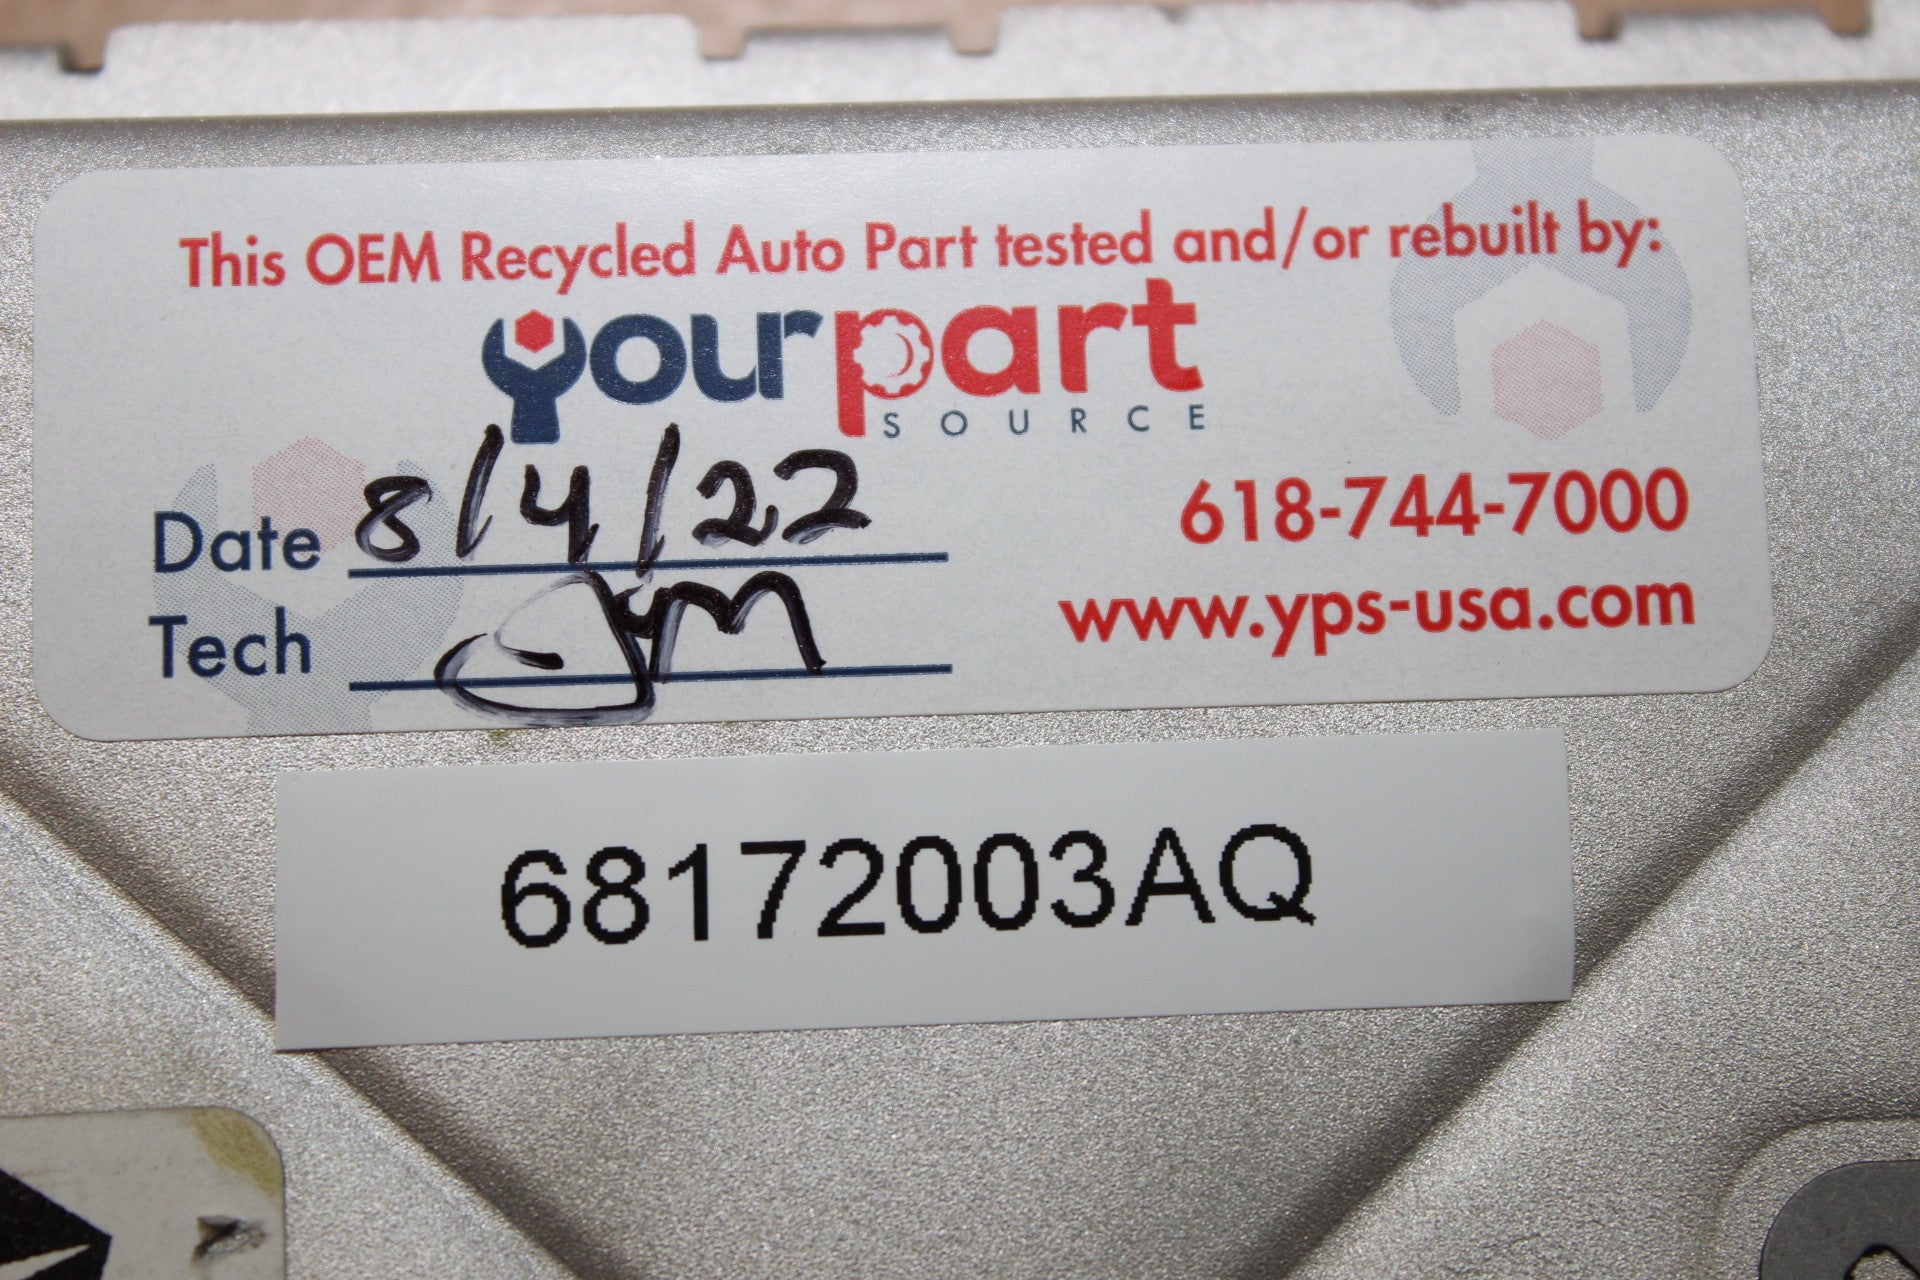 This OEM Recycled Auto Part tested and/or rebuilt by:
yourpart
SOURCE
Date 8/4/22
618-744-7000
Tech
www.yps-usa.com
68172003AQ